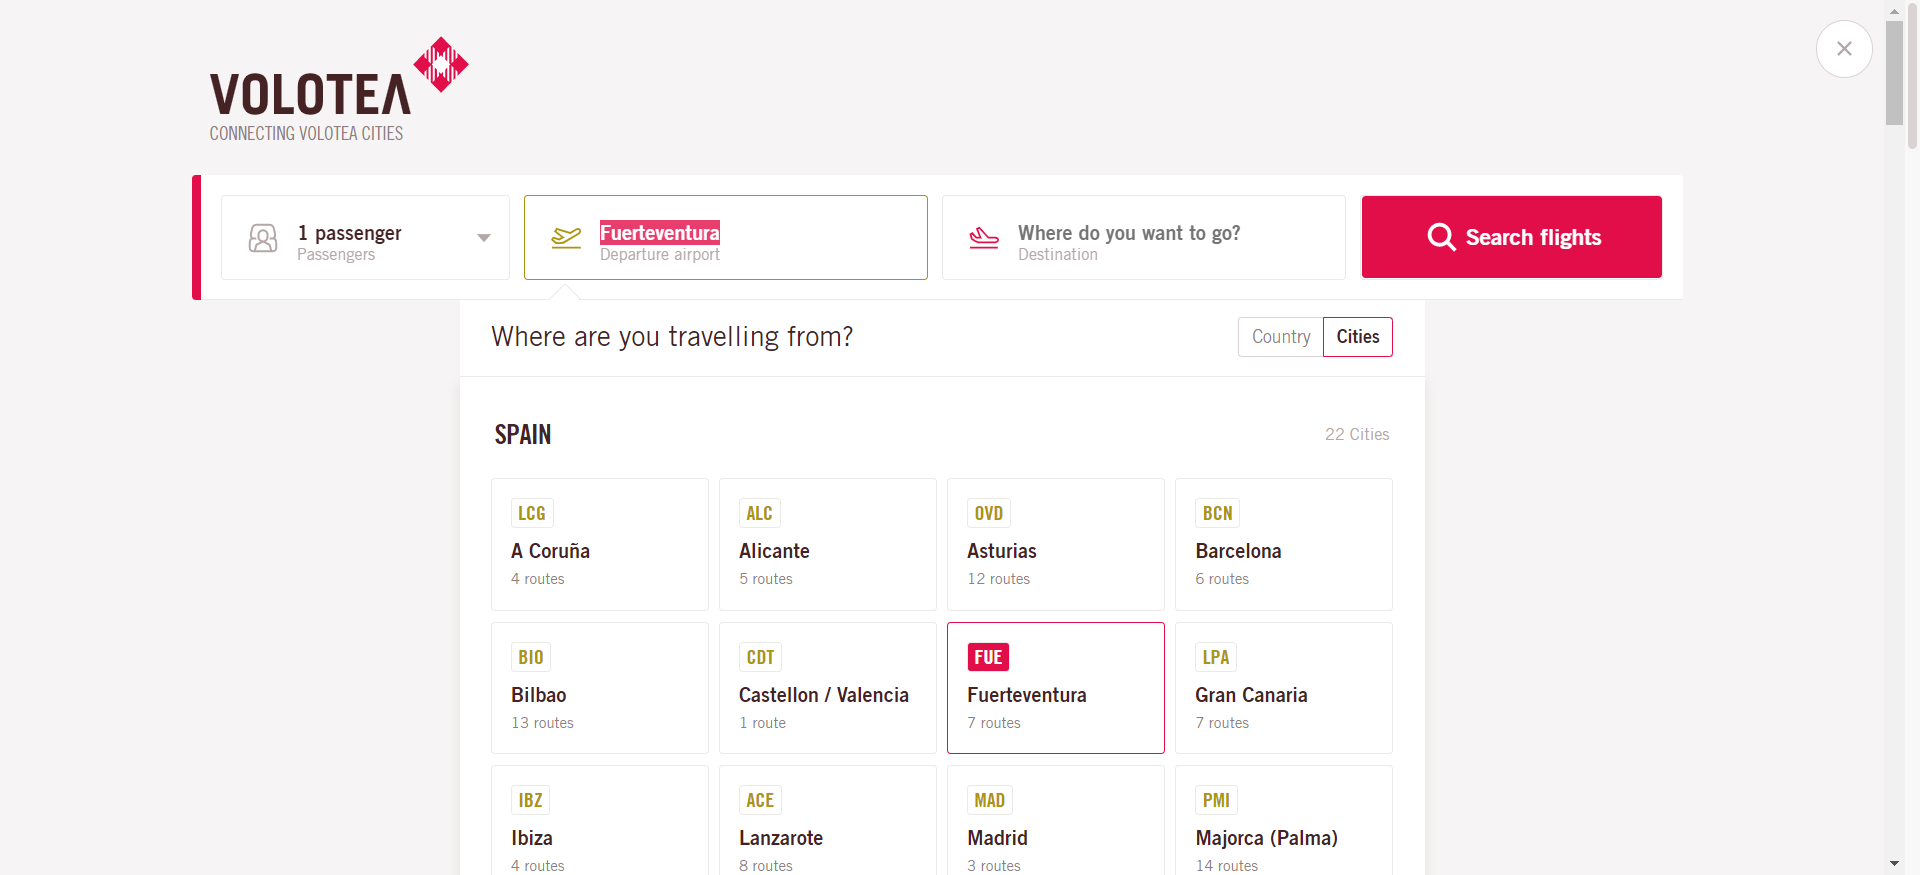 VOLOTEA
CONNECTING VOLOTEA CITIES
1 passenger
Passengers
Fuerteventura
Departure airport
Where do you want to go?
Destination
Search flights
Where are you travelling from?
Country
Cities
SPAIN
22 Cities
LCG
A Coruña
4 routes
ALC
Alicante
5 routes
OVD
Asturias
12 routes
BCN
Barcelona
6 routes
BIO
Bilbao
13 routes
CDT
Castellon / Valencia
1 route
FUE
Fuerteventura
7 routes
LPA
Gran Canaria
7 routes
IBZ
Ibiza
4 routes
ACE
Lanzarote
8 routes
MAD
Madrid
3 routes
PMI
Majorca (Palma)
14 routes